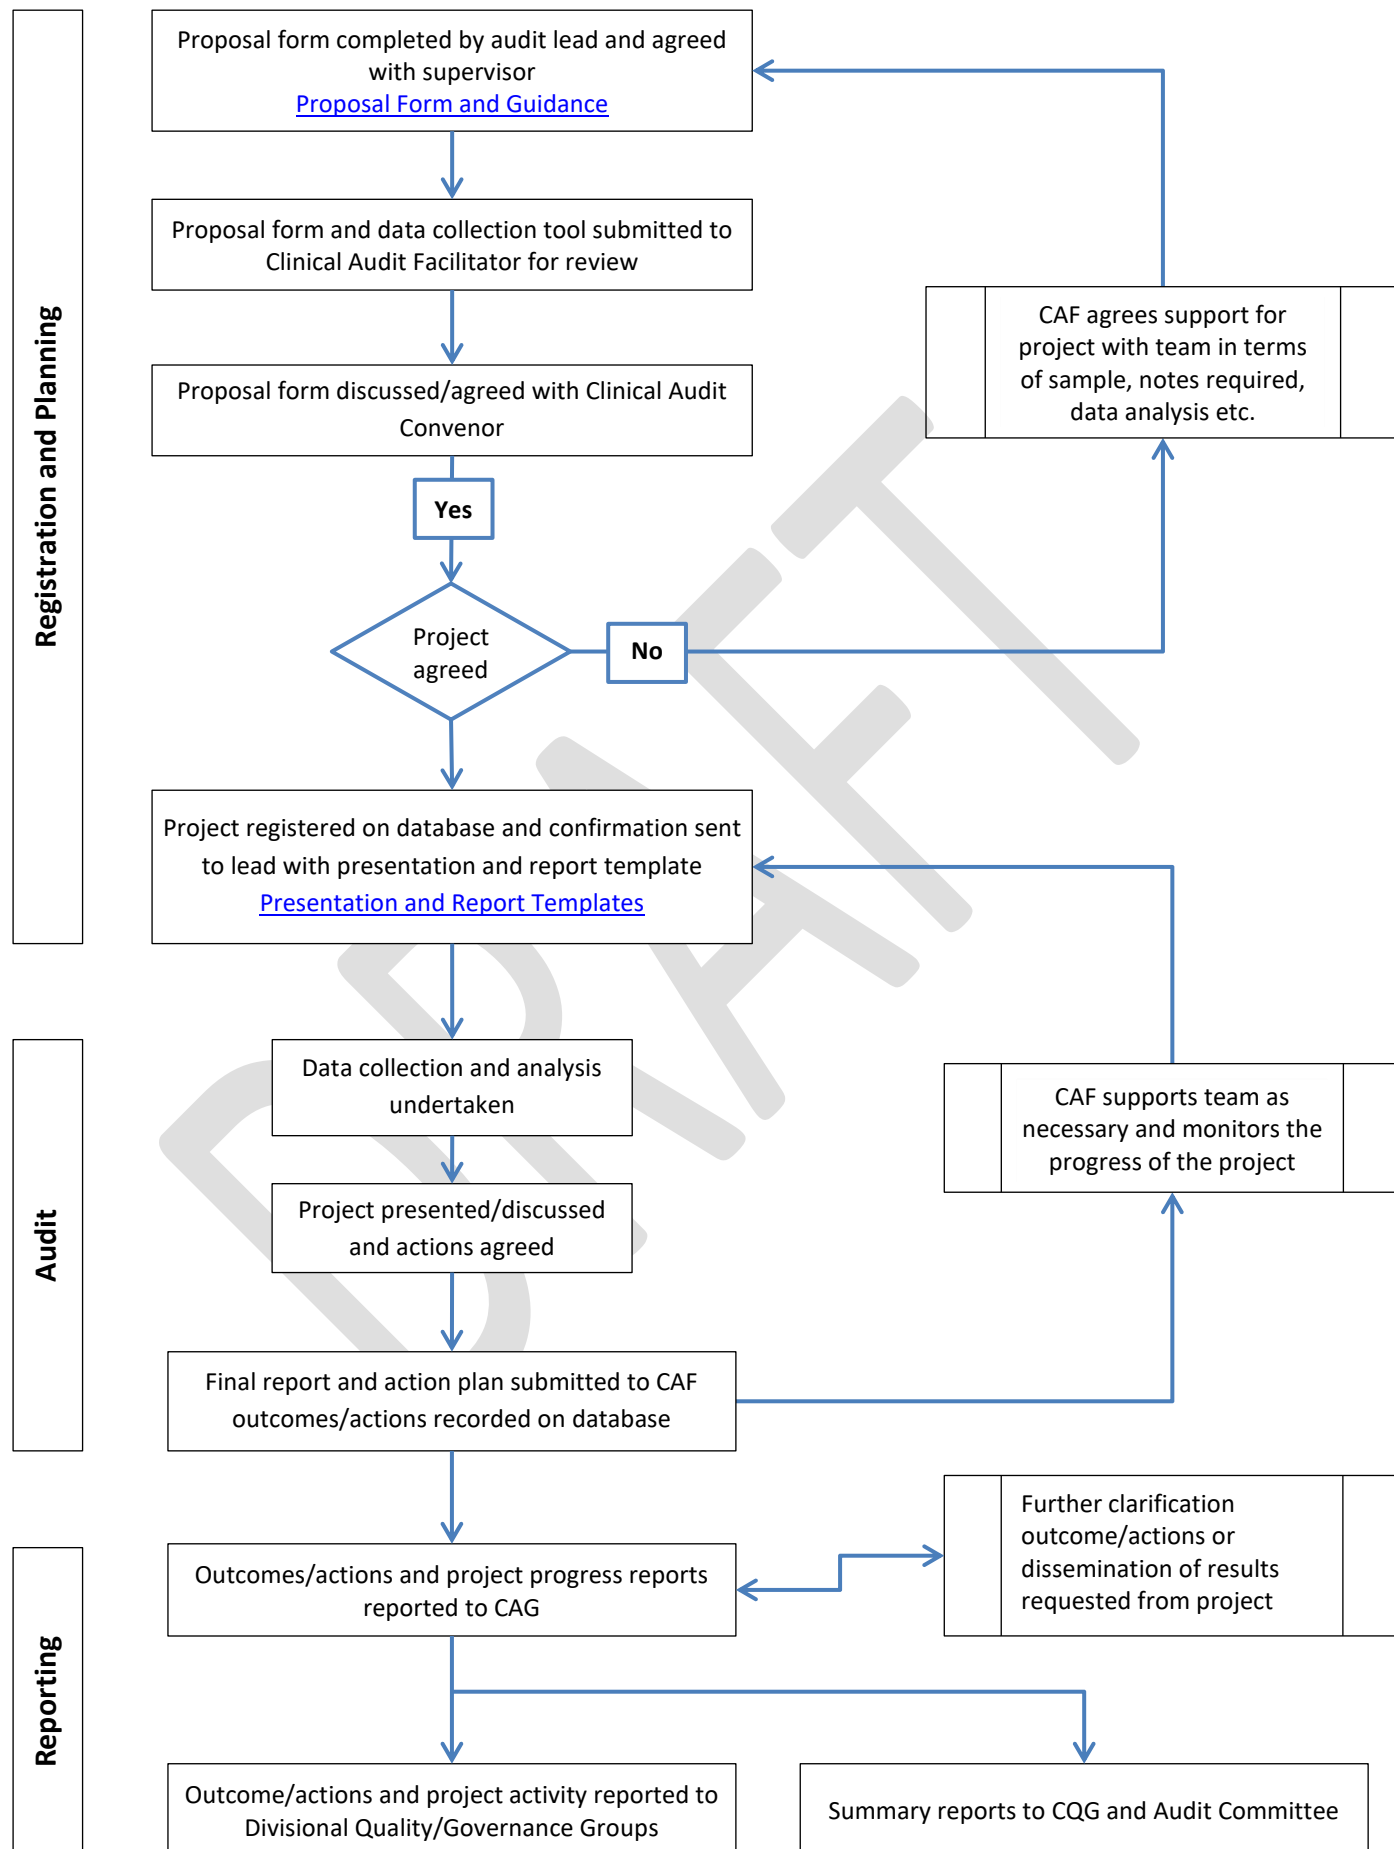 Registration and Planning
Proposal form completed by audit lead and agreed
with supervisor
Proposal Form and Guidance
Proposal form and data collection tool submitted to
Clinical Audit Facilitator for review
CAF agrees support for
project with team in terms
of sample, notes required,
data analysis etc.
Proposal form discussed/agreed with Clinical Audit
Convenor
Yes
Project
agreed
No
Project registered on database and confirmation sent
to lead with presentation and report template
Presentation and Report Templates
DRAFT
Audit
Data collection and analysis
undertaken
CAF supports team as
necessary and monitors the
progress of the project
Project presented/discussed
and actions agreed
Final report and action plan submitted to CAF
outcomes/actions recorded on database
Reporting
Further clarification
outcome/actions or
dissemination of results
requested from project
Outcomes/actions and project progress reports
reported to CAG
Outcome/actions and project activity reported to
Divisional Quality/Governance Groups
Summary reports to CQG and Audit Committee